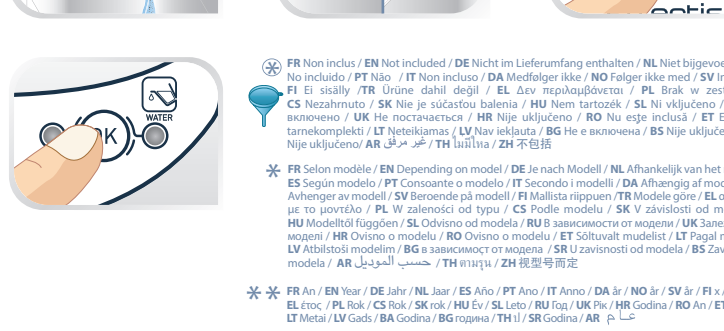 OK
WATER
FR Non inclus / EN Not included / DE Nicht im Lieferumfang enthalten / NL Niet
No incluido / PT Não / IT Non incluso / DA Medfølger ikke / NO Følger ikke med / SV
FI Ei sisälly /TR Ürüne dahil değil / EL Δεν περιλαμβάνεται / PL Brak w
CS Nezahrnuto / SK Nie je súčasťou balenia / HU Nem tartozék / SL Ni vključeno /
включено / UK Не постачається / HR Nije uključeno / RO Nu este inclusă / ET
tarnekomplekti / LT Neteikiamas / LV Nav iekļauta / BG Не е включена / BS Nije
Nije uključeno/ AR غير مرفق / TH ไม่มีให้ / ZH 不包括
* FR Selon modèle / EN Depending on model / DE Je nach Modell / NL Afhankelijk van het
ES Según modelo / PT Consoante o modelo / IT Secondo i modelli / DA Afhængig af
Avhenger av modell / SV Beroende på modell / FI Mallista riippuen /TR Modele göre / EL
με το μοντέλο / PL W zaleności od typu / CS Podle modelu / SK V závislosti od
HU Modelltől függően / SL Odvisno od modela / RU В зависимости от модели / UK
моделі / HR Ovisno o modelu / RO Ovisno o modelu / ET Sõltuvalt mudelist / LT Pagal
LV Atbilstoši modelim / BG в зависимост от модела / SR U zavisnosti od modela / BS
modela / AR حسب الموديل / TH ตามรุ่น / ZH 视型号而定
* * FR An / EN Year / DE Jahr / NL Jaar / ES Año / PT Ano / IT Anno / DA år / NO år / SV år / FI
EL έτος / PL Rok / CS Rok / SK rok / HU Év / SL Leto / RU Год / UK Рік / HR Godina / RO An / ET
LT Metai / LV Gads / BA Godina / BG година / TH ปี / SR Godina / AR عام